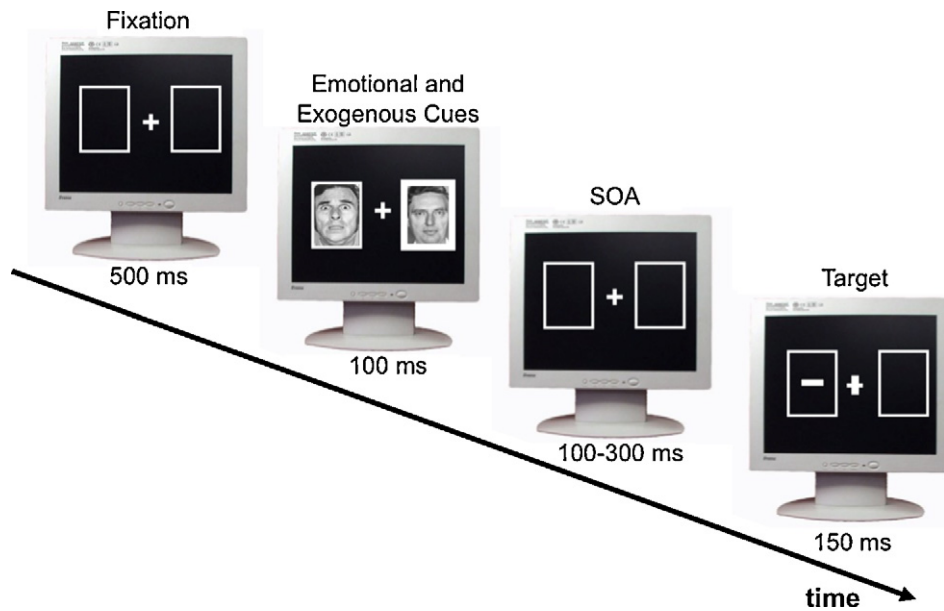 Fixation
500 ms
Emotional and
Exogenous Cues
100 ms
SOA
100-300 ms
Target
150 ms
time